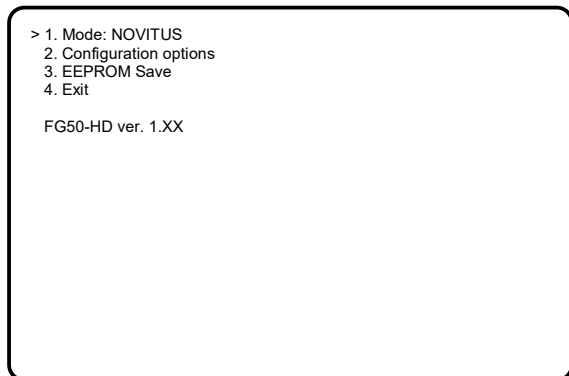 > 1. Mode: NOVITUS
2. Configuration options
3. EEPROM Save
4. Exit
FG50-HD ver. 1.XX